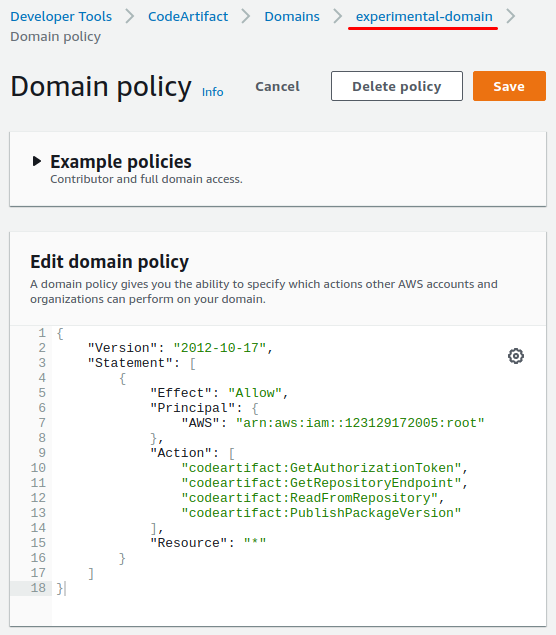 Developer Tools > CodeArtifact > Domains > experimental-domain >
Domain policy
Domain policy Info Cancel Delete policy Save
Example policies
Contributor and full domain access.
Edit domain policy
A domain policy gives you the ability to specify which actions other AWS accounts and
organizations can perform on your domain.
1 {
2     "Version": "2012-10-17",
3     "Statement": [
4         {
5             "Effect": "Allow",
6             "Principal": {
7                 "AWS": "arn:aws:iam::123129172005:root"
8             },
9             "Action": [
10                 "codeartifact:GetAuthorizationToken",
11                 "codeartifact:GetRepositoryEndpoint",
12                 "codeartifact:ReadFromRepository",
13                 "codeartifact:PublishPackageVersion"
14             ],
15             "Resource": "*"
16         }
17     ]
18 }